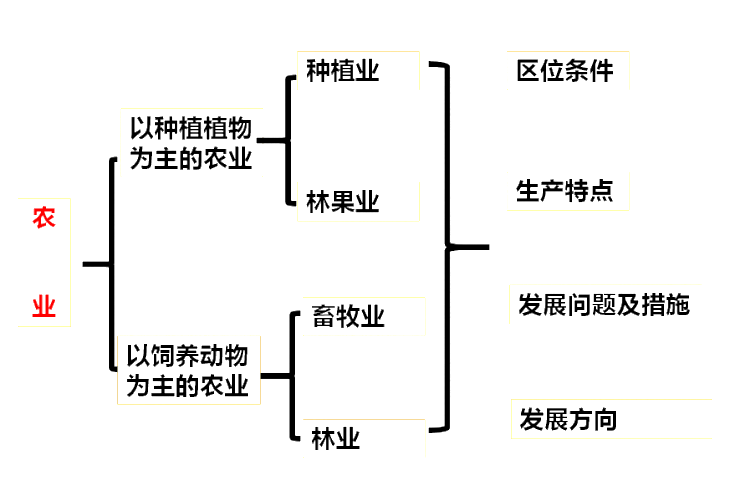 农
业
以种植植物
为主的农业
以饲养动物
为主的农业
种植业
林果业
畜牧业
林业
区位条件
生产特点
发展问题及措施
发展方向